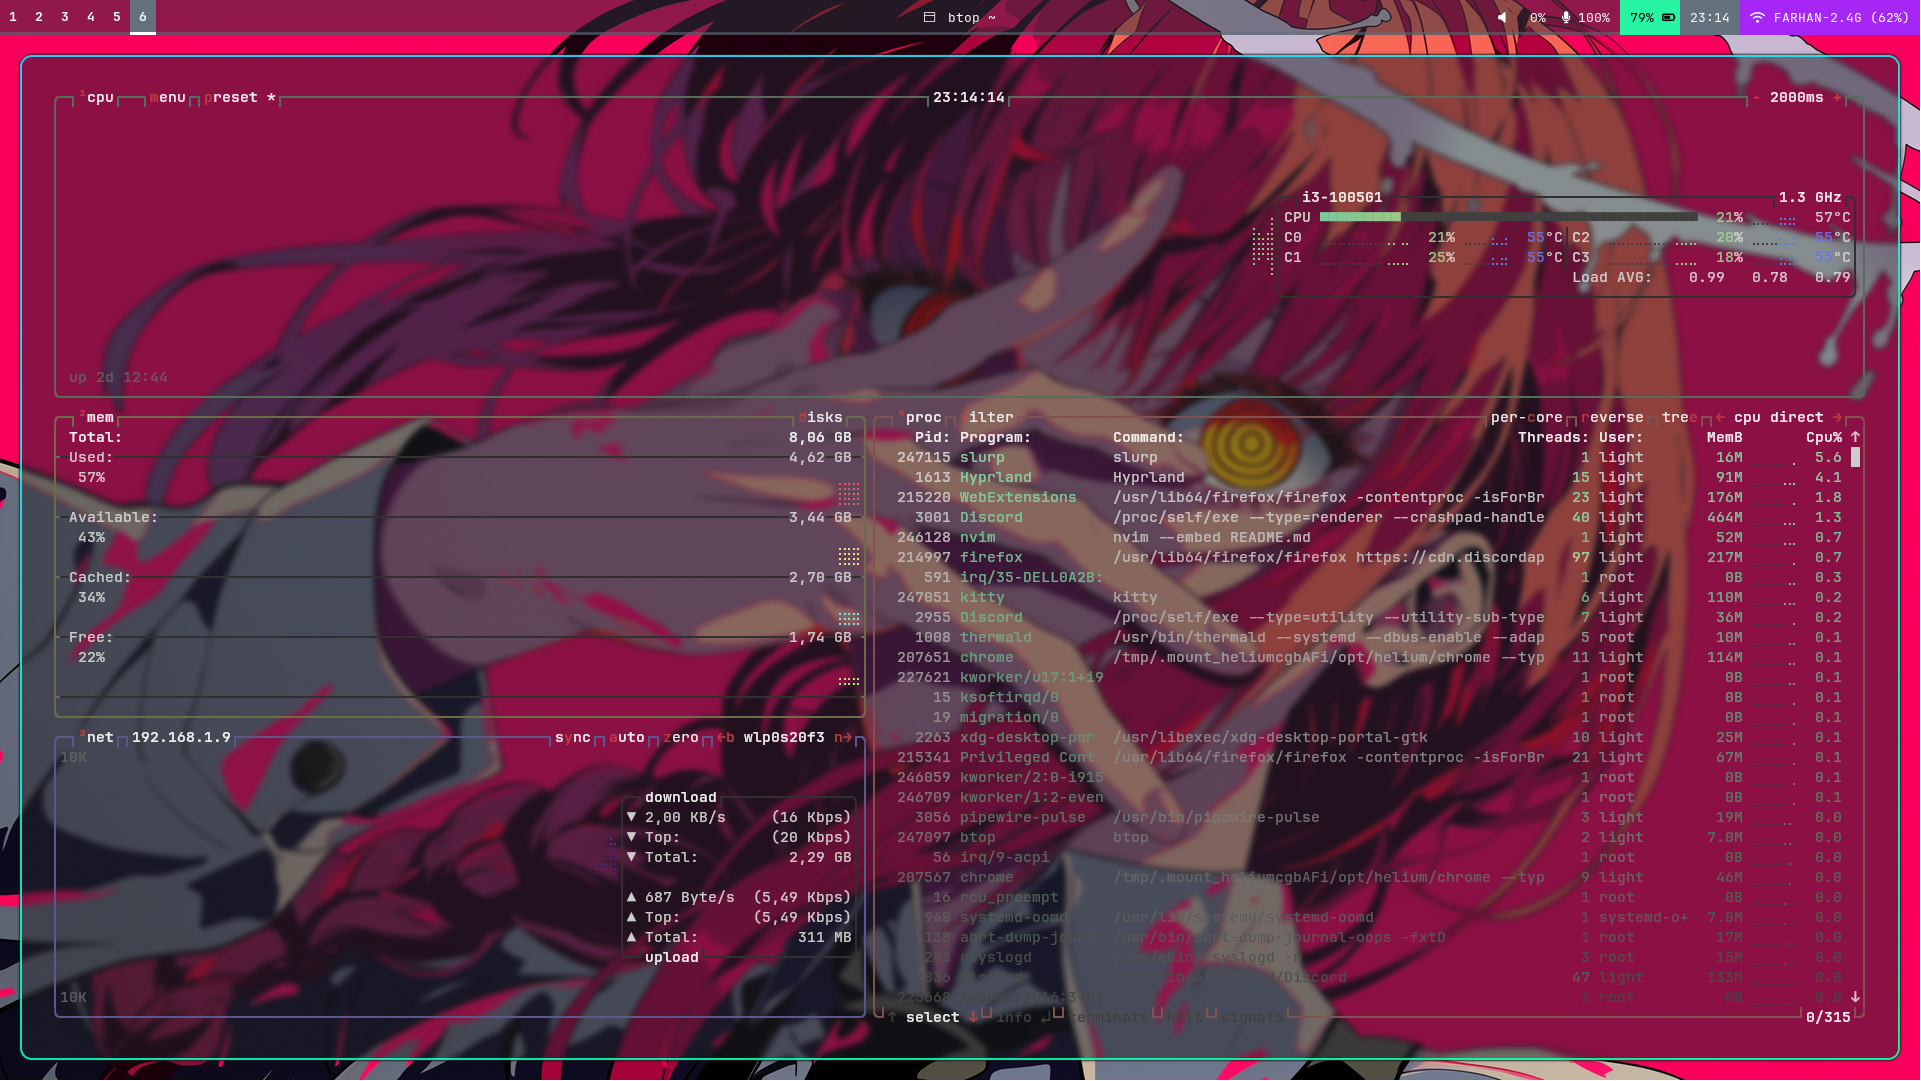 1 2 3 4 5 6 btop ~ 0% 100% 79% 23:14 FARHAN-2.4G (62%)
¹cpu menu preset * 23:14:14 - 2000ms +
i3-1005G1 1.3 GHz
CPU 21% 57°C
C0 21% 55°C C2 20% 55°C
C1 25% 55°C C3 18% 55°C
Load AVG: 0.99 0.78 0.79
up 2d 12:44
²mem disks
Total: 8,06 GB
Used: 4,62 GB
57%
Available: 3,44 GB
43%
Cached: 2,70 GB
34%
Free: 1,74 GB
22%
³net 192.168.1.9 sync auto zero ←b wlp0s20f3 n→
10K
download
▼ 2,00 KB/s (16 Kbps)
▼ Top: (20 Kbps)
▼ Total: 2,29 GB
▲ 687 Byte/s (5,49 Kbps)
▲ Top: (5,49 Kbps)
▲ Total: 311 MB
upload
10K
⁴proc filter per-core reverse tree ← cpu direct →
Pid: Program: Command: Threads: User: MemB Cpu% ↑
247115 slurp slurp 1 light 16M 5.6
1613 Hyprland Hyprland 15 light 91M 4.1
215220 WebExtensions /usr/lib64/firefox/firefox -contentproc -isForBr 23 light 176M 1.8
3001 Discord /proc/self/exe --type=renderer --crashpad-handle 40 light 464M 1.3
246128 nvim nvim --embed README.md 1 light 52M 0.7
214997 firefox /usr/lib64/firefox/firefox https://cdn.discordap 97 light 217M 0.7
591 irq/35-DELL0A2B: 1 root 0B 0.3
247051 kitty kitty 6 light 110M 0.2
2955 Discord /proc/self/exe --type=utility --utility-sub-type 7 light 36M 0.2
1008 thermald /usr/bin/thermald --systemd --dbus-enable --adap 5 root 10M 0.1
207651 chrome /tmp/.mount_heliumcgbAFi/opt/helium/chrome --typ 11 light 114M 0.1
227621 kworker/u17:1+i9 1 root 0B 0.1
15 ksoftirqd/0 1 root 0B 0.1
19 migration/0 1 root 0B 0.1
2263 xdg-desktop-por /usr/libexec/xdg-desktop-portal-gtk 10 light 25M 0.1
215341 Privileged Cont /usr/lib64/firefox/firefox -contentproc -isForBr 21 light 67M 0.1
246059 kworker/2:0-i915 1 root 0B 0.1
246709 kworker/1:2-even 1 root 0B 0.1
3056 pipewire-pulse /usr/bin/pipewire-pulse 3 light 19M 0.0
247097 btop btop 2 light 7.0M 0.0
56 irq/9-acpi 1 root 0B 0.0
207567 chrome /tmp/.mount_heliumcgbAFi/opt/helium/chrome --typ 9 light 46M 0.0
16 rcu_preempt 1 root 0B 0.0
940 systemd-oomd /usr/lib/systemd/systemd-oomd 1 systemd-o+ 7.0M 0.0
1138 abrt-dump-journ /usr/bin/abrt-dump-journal-oops -fxtD 1 root 17M 0.0
rsyslogd /usr/sbin/rsyslogd -n 3 root 15M 0.0
47 light 133M 0.0
1 root 0B 0.0 ↓
↑ select ↓ info ↵ terminate kill signals 0/315